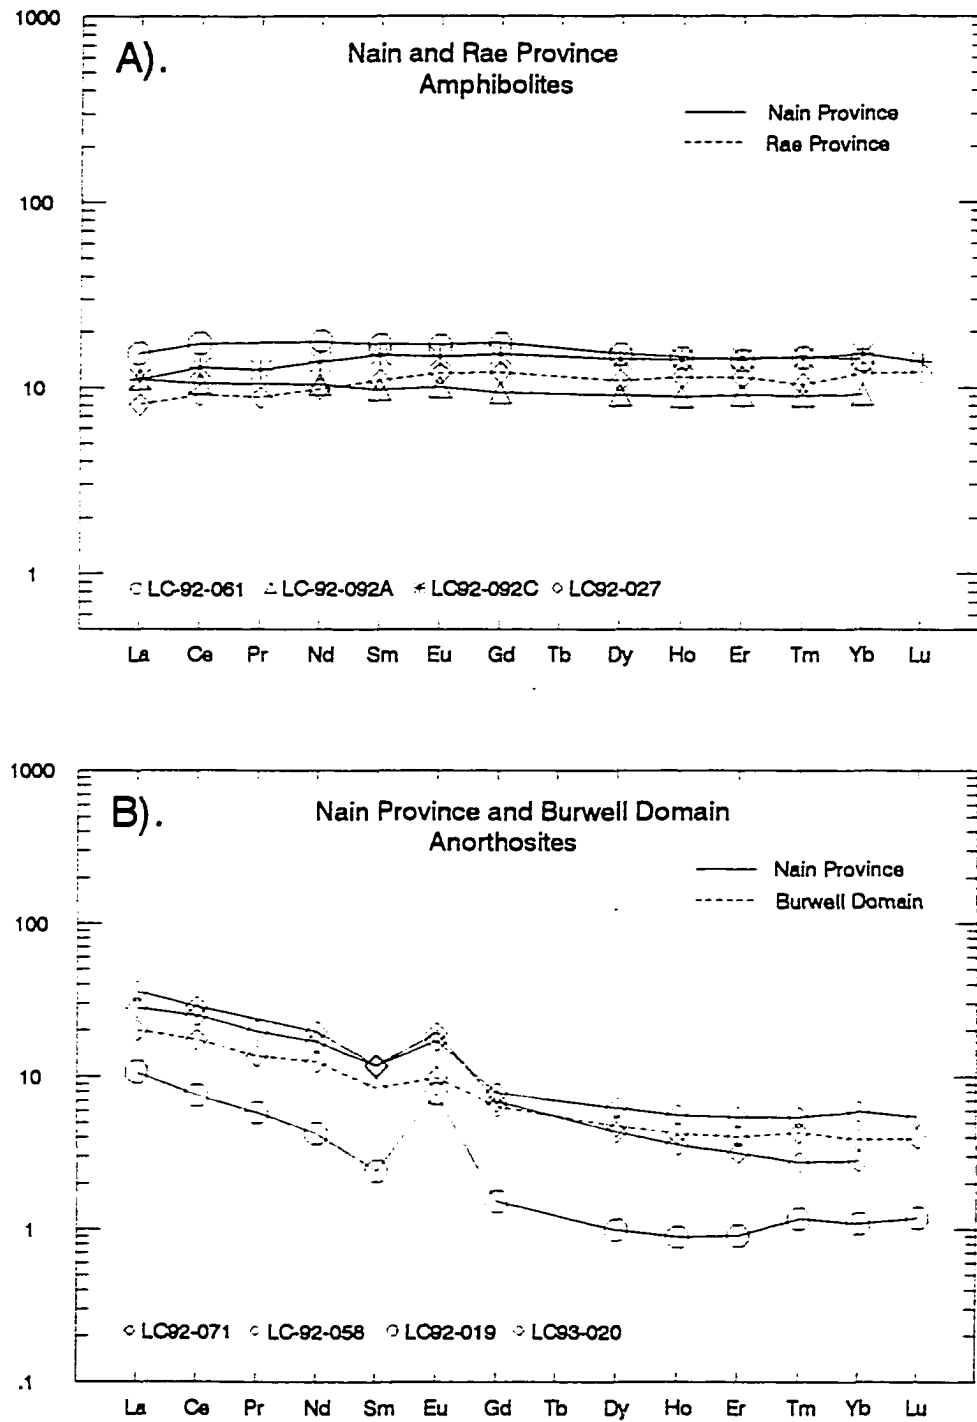 1000
A).
Nain and Rae Province
Amphibolites
Nain Province
Rae Province
100
10
1
LC-92-061 LC-92-092A LC92-092C LC92-027
La Ce Pr Nd Sm Eu Gd Tb Dy Ho Er Tm Yb Lu
1000
B).
Nain Province and Burwell Domain
Anorthosites
Nain Province
Burwell Domain
100
10
1
LC92-071 LC-92-058 LC92-019 LC93-020
.1
La Ce Pr Nd Sm Eu Gd Tb Dy Ho Er Tm Yb Lu